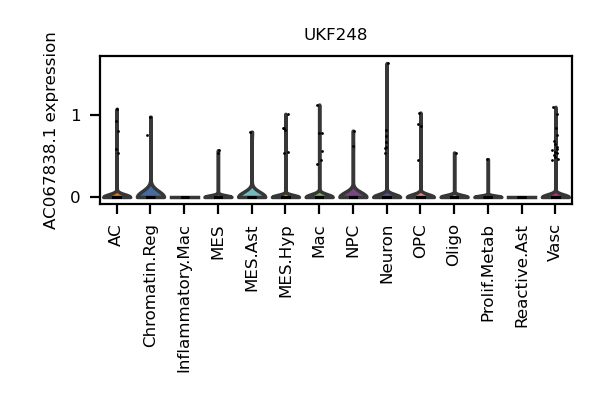 UKF248
AC067838.1 expression
1
0
AC
Chromatin.Reg
Inflammatory.Mac
MES
MES.Ast
MES.Hyp
Mac
NPC
Neuron
OPC
Oligo
Prolif.Metab
Reactive.Ast
Vasc